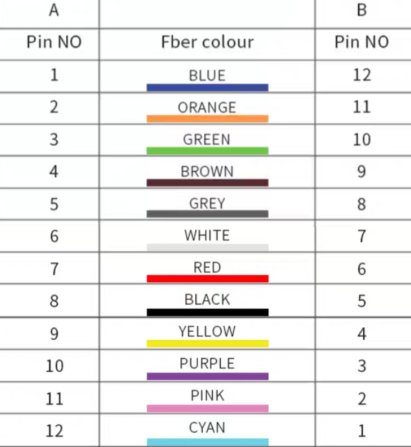 A B
Pin NO Fber colour Pin NO
1 BLUE 12
2 ORANGE 11
3 GREEN 10
4 BROWN 9
5 GREY 8
6 WHITE 7
7 RED 6
8 BLACK 5
9 YELLOW 4
10 PURPLE 3
11 PINK 2
12 CYAN 1